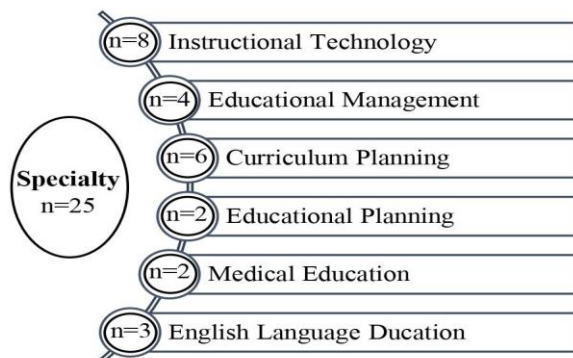 n=8 Instructional Technology
n=4 Educational Management
n=6 Curriculum Planning
Specialty
n=25
n=2 Educational Planning
n=2 Medical Education
n=3 English Language Ducation